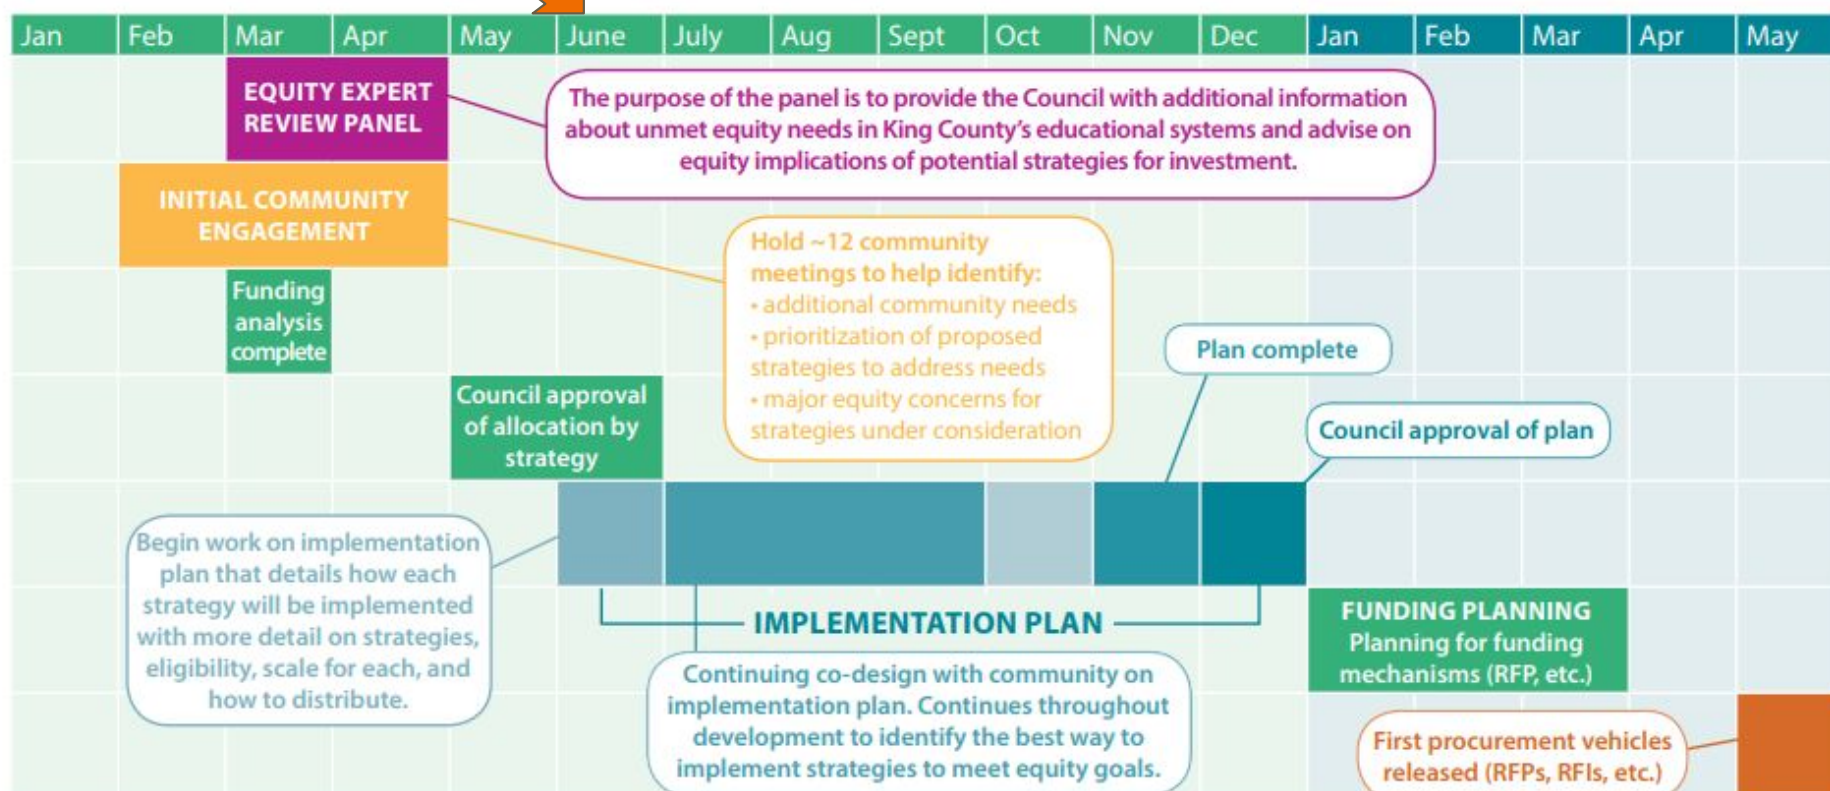 Jan Feb Mar Apr May June July Aug Sept Oct Nov Dec Jan Feb Mar Apr May
EQUITY EXPERT
REVIEW PANEL
The purpose of the panel is to provide the Council with additional information
about unmet equity needs in King County's educational systems and advise on
equity implications of potential strategies for investment.
INITIAL COMMUNITY
ENGAGEMENT
Hold ~12 community
meetings to help identify:
• additional community needs
• prioritization of proposed
strategies to address needs
• major equity concerns for
strategies under consideration
Funding
analysis
complete
Council approval
of allocation by
strategy
Plan complete
Council approval of plan
Begin work on implementation
plan that details how each
strategy will be implemented
with more detail on strategies,
eligibility, scale for each, and
how to distribute.
IMPLEMENTATION PLAN
Continuing co-design with community on
implementation plan. Continues throughout
development to identify the best way to
implement strategies to meet equity goals.
FUNDING PLANNING
Planning for funding
mechanisms (RFP, etc.)
First procurement vehicles
released (RFPs, RFIs, etc.)